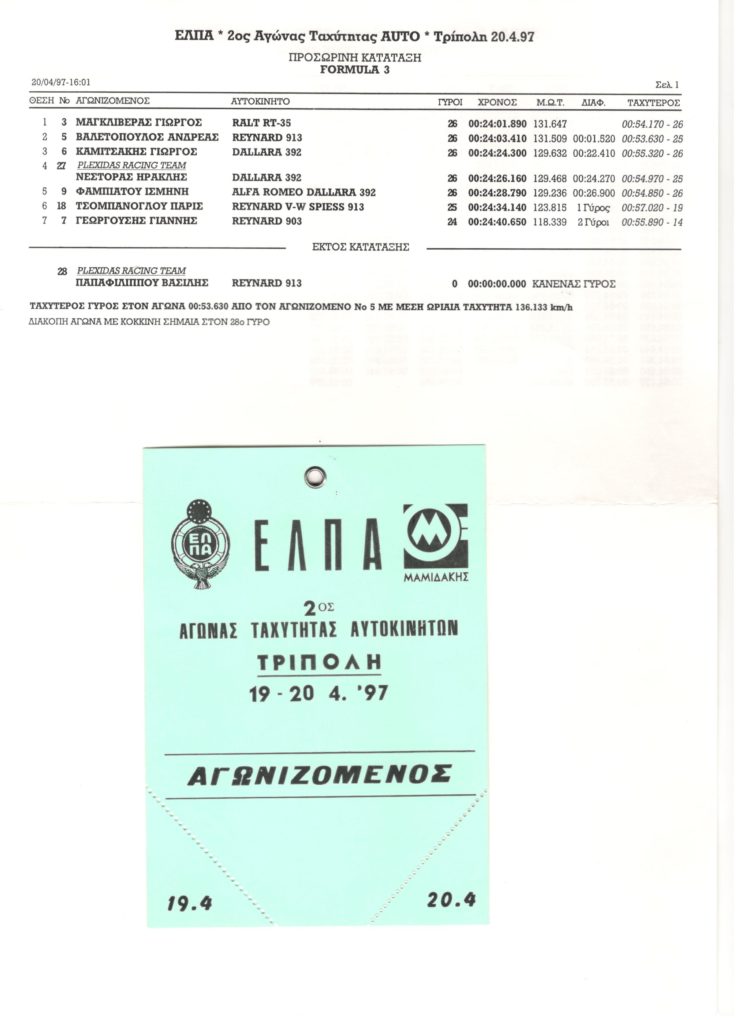 ΕΛΠΑ * 2ος Αγώνας Ταχύτητας AUTO * Τρίπολη 20.4.97
ΠΡΟΣΩΡΙΝΗ ΚΑΤΑΤΑΞΗ
FORMULA 3
20/04/97-16:01 Σελ 1
ΘΕΣΗ Νο ΑΓΩΝΙΖΟΜΕΝΟΣ ΑΥΤΟΚΙΝΗΤΟ ΓΥΡΟΙ ΧΡΟΝΟΣ Μ.Ω.Τ. ΔΙΑΦ. ΤΑΧΥΤΕΡΟΣ
1 3 ΜΑΓΚΛΙΒΕΡΑΣ ΓΙΩΡΓΟΣ RALT RT-35 26 00:24:01.890 131.647 00:54.170 - 26
2 5 ΒΑΛΕΤΟΠΟΥΛΟΣ ΑΝΔΡΕΑΣ REYNARD 913 26 00:24:03.410 131.509 00:01.520 00:53.630 - 25
3 6 ΚΑΜΙΤΣΑΚΗΣ ΓΙΩΡΓΟΣ DALLARA 392 26 00:24:24.300 129.632 00:22.410 00:55.320 - 26
4 27 PLEXIDAS RACING TEAM
ΝΕΣΤΟΡΑΣ ΗΡΑΚΛΗΣ DALLARA 392 26 00:24:26.160 129.468 00:24.270 00:54.970 - 25
5 9 ΦΑΜΠΙΑΤΟΥ ΙΣΜΗΝΗ ALFA ROMEO DALLARA 392 26 00:24:28.790 129.236 00:26.900 00:54.850 - 26
6 18 ΤΣΟΜΠΑΝΟΓΛΟΥ ΠΑΡΙΣ REYNARD V-W SPIESS 913 25 00:24:34.140 123.815 1 Γύρος 00:57.020 - 19
7 7 ΓΕΩΡΓΟΥΣΗΣ ΓΙΑΝΝΗΣ REYNARD 903 24 00:24:40.650 118.339 2 Γύροι 00:55.890 - 14
ΕΚΤΟΣ ΚΑΤΑΤΑΞΗΣ
28 PLEXIDAS RACING TEAM
ΠΑΠΑΦΙΛΙΠΠΟΥ ΒΑΣΙΛΗΣ REYNARD 913 0 00:00:00.000 ΚΑΝΕΝΑΣ ΓΥΡΟΣ
ΤΑΧΥΤΕΡΟΣ ΓΥΡΟΣ ΣΤΟΝ ΑΓΩΝΑ 00:53.630 ΑΠΟ ΤΟΝ ΑΓΩΝΙΖΟΜΕΝΟ Νο 5 ΜΕ ΜΕΣΗ ΩΡΙΑΙΑ ΤΑΧΥΤΗΤΑ 136.133 km/h
ΔΙΑΚΟΠΗ ΑΓΩΝΑ ΜΕ ΚΟΚΚΙΝΗ ΣΗΜΑΙΑ ΣΤΟΝ 28ο ΓΥΡΟ
ΕΛΠΑ
ΕΛΠΑ
ΜΑΜΙΔΑΚΗΣ
2ΟΣ
ΑΓΩΝΑΣ ΤΑΧΥΤΗΤΑΣ ΑΥΤΟΚΙΝΗΤΩΝ
ΤΡΙΠΟΛΗ
19 - 20 4. '97
ΑΓΩΝΙΖΟΜΕΝΟΣ
19.4 20.4